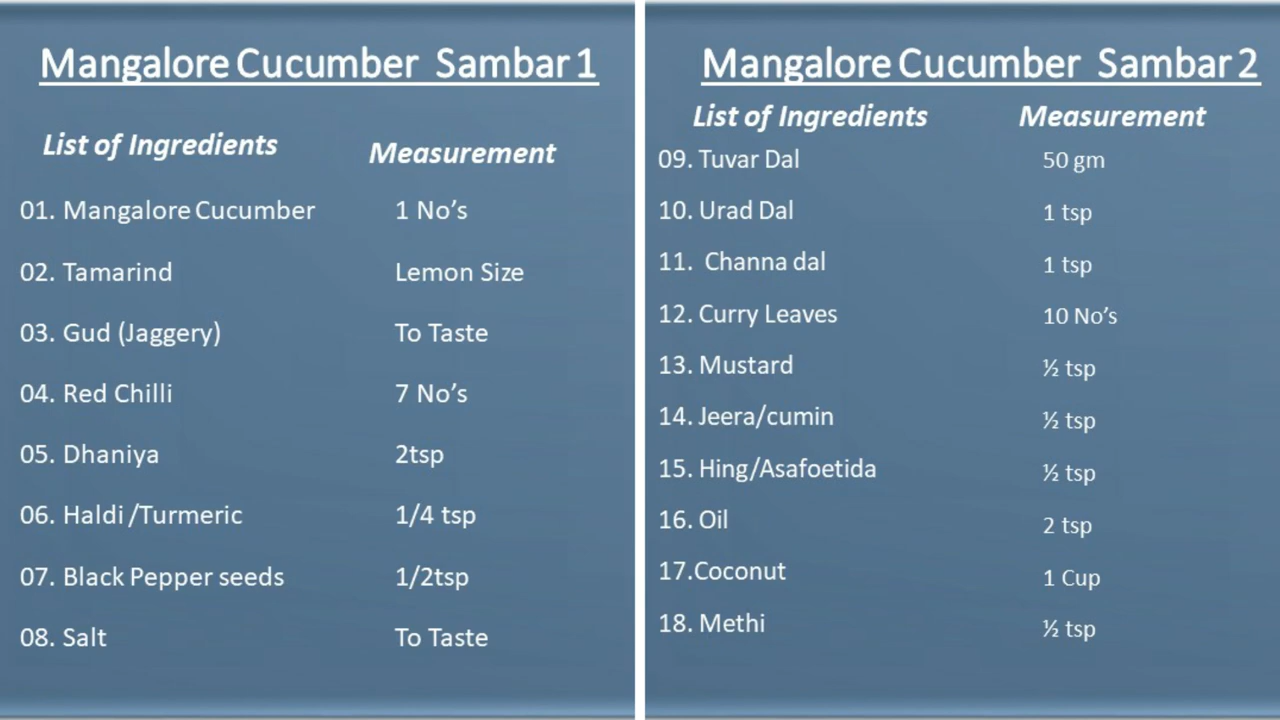 Mangalore Cucumber Sambar 1
List of Ingredients Measurement
01. Mangalore Cucumber 1 No’s
02. Tamarind Lemon Size
03. Gud (Jaggery) To Taste
04. Red Chilli 7 No’s
05. Dhaniya 2tsp
06. Haldi /Turmeric 1/4 tsp
07. Black Pepper seeds 1/2tsp
08. Salt To Taste
Mangalore Cucumber Sambar 2
List of Ingredients Measurement
09. Tuvar Dal 50 gm
10. Urad Dal 1 tsp
11. Channa dal 1 tsp
12. Curry Leaves 10 No’s
13. Mustard ½ tsp
14. Jeera/cumin ½ tsp
15. Hing/Asafoetida ½ tsp
16. Oil 2 tsp
17.Coconut 1 Cup
18. Methi ½ tsp